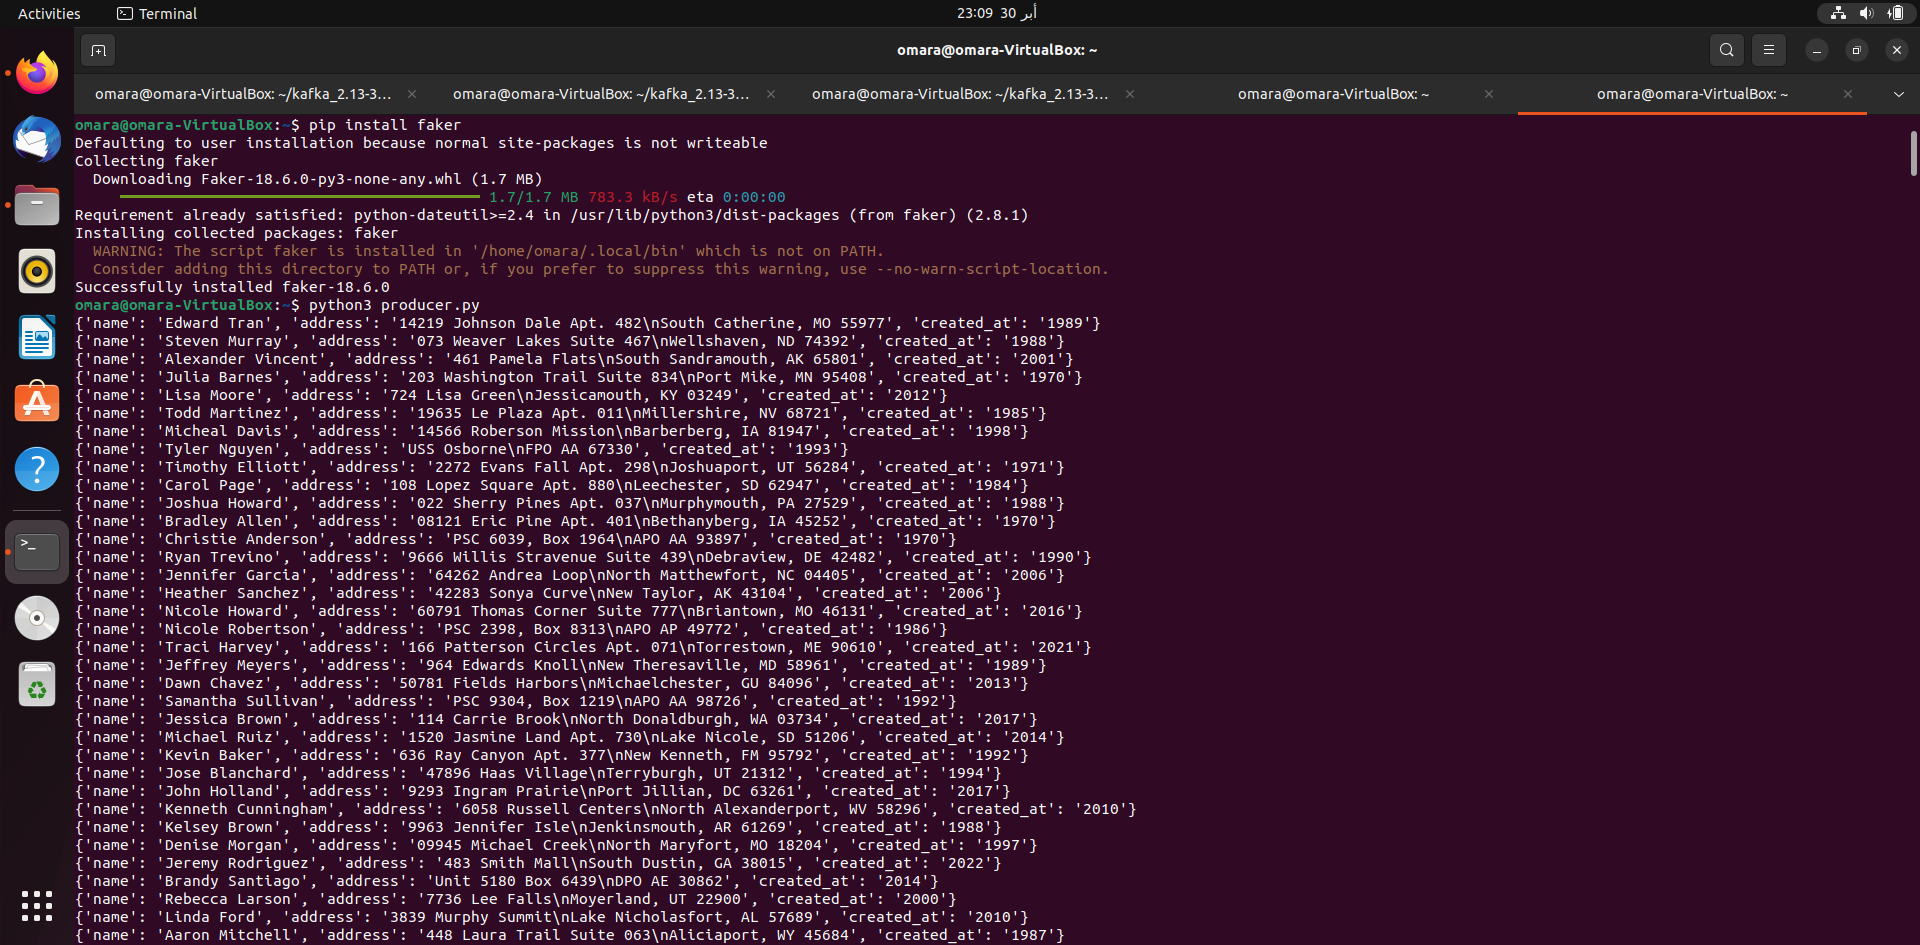 Activities
Terminal
23:09 30 أبر
omara@omara-VirtualBox: ~
omara@omara-VirtualBox: ~/kafka_2.13-3...
omara@omara-VirtualBox: ~/kafka_2.13-3...
omara@omara-VirtualBox: ~/kafka_2.13-3...
omara@omara-VirtualBox: ~
omara@omara-VirtualBox: ~
omara@omara-VirtualBox:~$ pip install faker
Defaulting to user installation because normal site-packages is not writeable
Collecting faker
  Downloading Faker-18.6.0-py3-none-any.whl (1.7 MB)
1.7/1.7 MB 783.3 kB/s eta 0:00:00
Requirement already satisfied: python-dateutil>=2.4 in /usr/lib/python3/dist-packages (from faker) (2.8.1)
Installing collected packages: faker
  WARNING: The script faker is installed in '/home/omara/.local/bin' which is not on PATH.
  Consider adding this directory to PATH or, if you prefer to suppress this warning, use --no-warn-script-location.
Successfully installed faker-18.6.0
omara@omara-VirtualBox:~$ python3 producer.py
{'name': 'Edward Tran', 'address': '14219 Johnson Dale Apt. 482\nSouth Catherine, MO 55977', 'created_at': '1989'}
{'name': 'Steven Murray', 'address': '073 Weaver Lakes Suite 467\nWellshaven, ND 74392', 'created_at': '1988'}
{'name': 'Alexander Vincent', 'address': '461 Pamela Flats\nSouth Sandramouth, AK 65801', 'created_at': '2001'}
{'name': 'Julia Barnes', 'address': '203 Washington Trail Suite 834\nPort Mike, MN 95408', 'created_at': '1970'}
{'name': 'Lisa Moore', 'address': '724 Lisa Green\nJessicamouth, KY 03249', 'created_at': '2012'}
{'name': 'Todd Martinez', 'address': '19635 Le Plaza Apt. 011\nMillershire, NV 68721', 'created_at': '1985'}
{'name': 'Micheal Davis', 'address': '14566 Roberson Mission\nBarberberg, IA 81947', 'created_at': '1998'}
{'name': 'Tyler Nguyen', 'address': 'USS Osborne\nFPO AA 67330', 'created_at': '1993'}
{'name': 'Timothy Elliott', 'address': '2272 Evans Fall Apt. 298\nJoshuaport, UT 56284', 'created_at': '1971'}
{'name': 'Carol Page', 'address': '108 Lopez Square Apt. 880\nLeechester, SD 62947', 'created_at': '1984'}
{'name': 'Joshua Howard', 'address': '022 Sherry Pines Apt. 037\nMurphymouth, PA 27529', 'created_at': '1988'}
{'name': 'Bradley Allen', 'address': '08121 Eric Pine Apt. 401\nBethanyberg, IA 45252', 'created_at': '1970'}
{'name': 'Christie Anderson', 'address': 'PSC 6039, Box 1964\nAPO AA 93897', 'created_at': '1970'}
{'name': 'Ryan Trevino', 'address': '9666 Willis Stravenue Suite 439\nDebraview, DE 42482', 'created_at': '1990'}
{'name': 'Jennifer Garcia', 'address': '64262 Andrea Loop\nNorth Matthewfort, NC 04405', 'created_at': '2006'}
{'name': 'Heather Sanchez', 'address': '42283 Sonya Curve\nNew Taylor, AK 43104', 'created_at': '2006'}
{'name': 'Nicole Howard', 'address': '60791 Thomas Corner Suite 777\nBriantown, MO 46131', 'created_at': '2016'}
{'name': 'Nicole Robertson', 'address': 'PSC 2398, Box 8313\nAPO AP 49772', 'created_at': '1986'}
{'name': 'Traci Harvey', 'address': '166 Patterson Circles Apt. 071\nTorrestown, ME 90610', 'created_at': '2021'}
{'name': 'Jeffrey Meyers', 'address': '964 Edwards Knoll\nNew Theresaville, MD 58961', 'created_at': '1989'}
{'name': 'Dawn Chavez', 'address': '50781 Fields Harbors\nMichaelchester, GU 84096', 'created_at': '2013'}
{'name': 'Samantha Sullivan', 'address': 'PSC 9304, Box 1219\nAPO AA 98726', 'created_at': '1992'}
{'name': 'Jessica Brown', 'address': '114 Carrie Brook\nNorth Donaldburgh, WA 03734', 'created_at': '2017'}
{'name': 'Michael Ruiz', 'address': '1520 Jasmine Land Apt. 730\nLake Nicole, SD 51206', 'created_at': '2014'}
{'name': 'Kevin Baker', 'address': '636 Ray Canyon Apt. 377\nNew Kenneth, FM 95792', 'created_at': '1992'}
{'name': 'Jose Blanchard', 'address': '47896 Haas Village\nTerryburgh, UT 21312', 'created_at': '1994'}
{'name': 'John Holland', 'address': '9293 Ingram Prairie\nPort Jillian, DC 63261', 'created_at': '2017'}
{'name': 'Kenneth Cunningham', 'address': '6058 Russell Centers\nNorth Alexanderport, WV 58296', 'created_at': '2010'}
{'name': 'Kelsey Brown', 'address': '9963 Jennifer Isle\nJenkinsmouth, AR 61269', 'created_at': '1988'}
{'name': 'Denise Morgan', 'address': '09945 Michael Creek\nNorth Maryfort, MO 18204', 'created_at': '1997'}
{'name': 'Jeremy Rodriguez', 'address': '483 Smith Mall\nSouth Dustin, GA 38015', 'created_at': '2022'}
{'name': 'Brandy Santiago', 'address': 'Unit 5180 Box 6439\nDPO AE 30862', 'created_at': '2014'}
{'name': 'Rebecca Larson', 'address': '7736 Lee Falls\nMoyerland, UT 22900', 'created_at': '2000'}
{'name': 'Linda Ford', 'address': '3839 Murphy Summit\nLake Nicholasfort, AL 57689', 'created_at': '2010'}
{'name': 'Aaron Mitchell', 'address': '448 Laura Trail Suite 063\nAliciaport, WY 45684', 'created_at': '1987'}